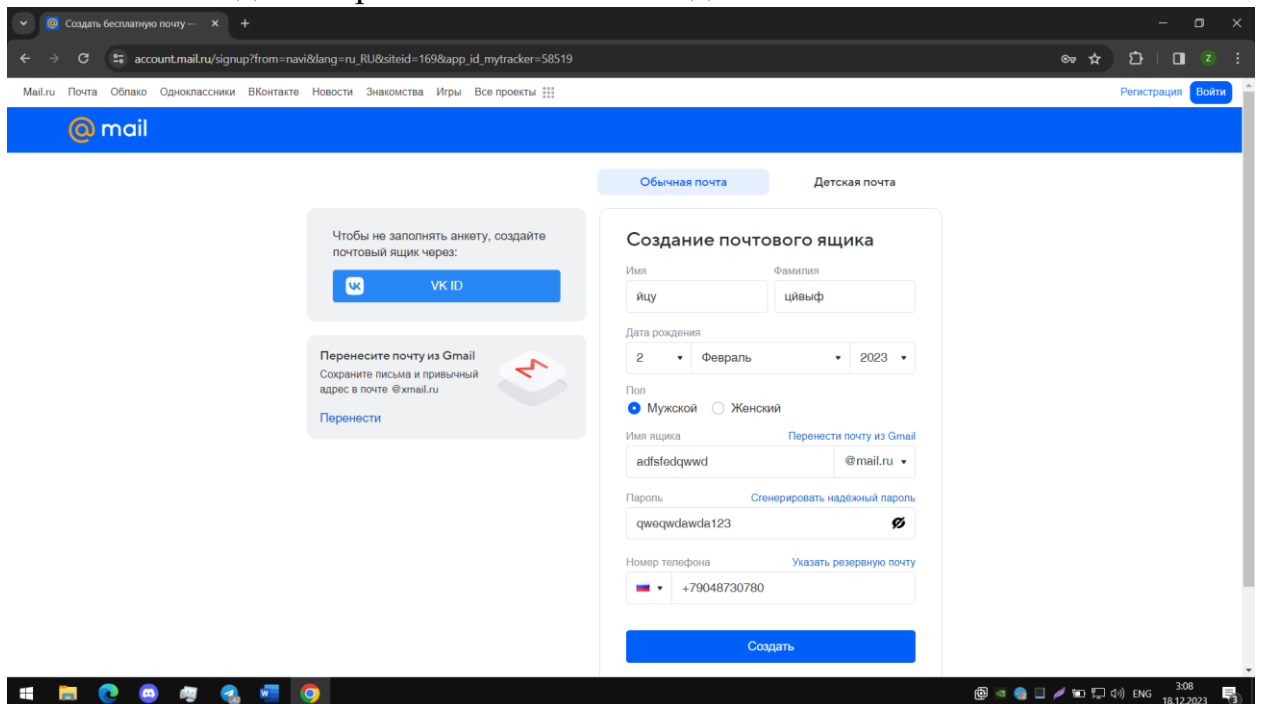 Создать бесплатную почту —
account.mail.ru/signup?from=navi&lang=ru_RU&siteid=169&app_id_mytracker=58519
Z
Mail.ru Почта Облако Одноклассники ВКонтакте Новости Знакомства Игры Все проекты
Регистрация Войти
@ mail
Обычная почта Детская почта
Чтобы не заполнять анкету, создайте
почтовый ящик через:
VK ID
Перенесите почту из Gmail
Сохраните письма и привычный
адрес в почте @xmail.ru
Перенести
Создание почтового ящика
Имя Фамилия
йцу цйвыф
Дата рождения
2 Февраль 2023
Пол
Мужской Женский
Имя ящика Перенести почту из Gmail
adfsfedqwwd @mail.ru
Пароль Сгенерировать надёжный пароль
qweqwdawda123
Номер телефона Указать резервную почту
+79048730780
Создать
ENG 3:08
18.12.2023 3